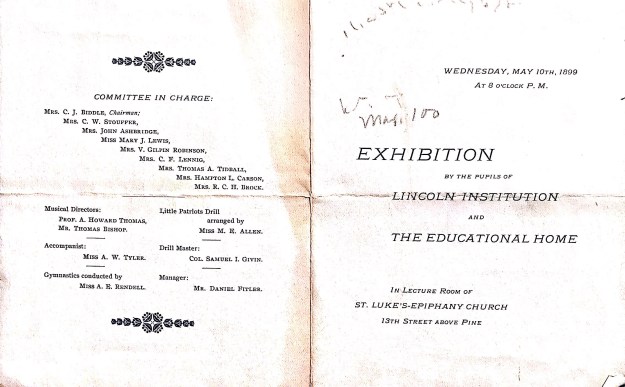 COMMITTEE IN CHARGE:
MRS. C. J. BIDDLE, Chairman;
MRS. C. W. STOUFFER,
MRS. JOHN ASHBRIDGE,
MISS MARY J. LEWIS,
MRS. V. GILPIN ROBINSON,
MRS. C. F. LENNIG,
MRS. THOMAS A. TIDBALL,
MRS. HAMPTON L. CARSON,
MRS. R. C. H. BROCK.
Musical Directors:
PROF. A. HOWARD THOMAS,
MR. THOMAS BISHOP.
Accompanist:
MISS A. W. TYLER.
Gymnastics conducted by
MISS A. E. RENDELL.
Little Patriots Drill
arranged by
MISS M. E. ALLEN.
Drill Master:
COL. SAMUEL I. GIVIN.
Manager:
MR. DANIEL FIPLER.
WEDNESDAY, MAY 10TH, 1899
AT 8 O'CLOCK P. M.
100
EXHIBITION
BY THE PUPILS OF
LINCOLN INSTITUTION
AND
THE EDUCATIONAL HOME
IN LECTURE ROOM OF
ST. LUKE'S-EPIPHANY CHURCH
13TH STREET ABOVE PINE